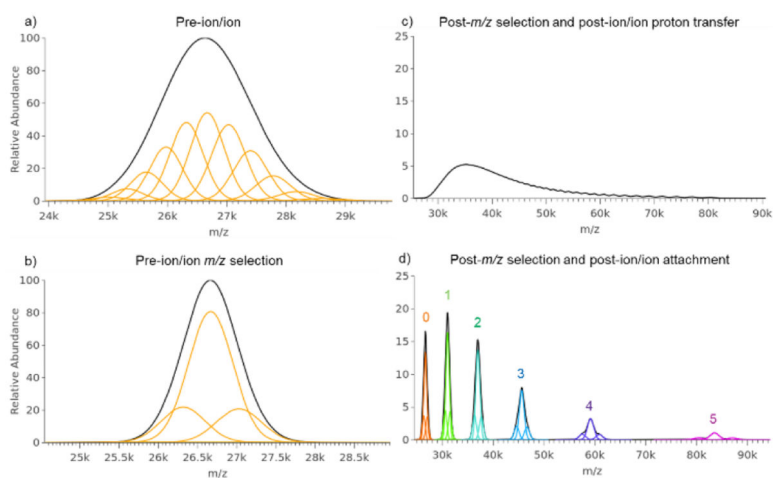 a) Pre-ion/ion
100
80
60
40
20
0
Relative Abundance
24k 25k 26k 27k 28k 29k
m/z
c) Post-m/z selection and post-ion/ion proton transfer
25
20
15
10
5
0
30k 40k 50k 60k 70k 80k 90k
m/z
b) Pre-ion/ion m/z selection
100
80
60
40
20
0
Relative Abundance
25k 25.5k 26k 26.5k 27k 27.5k 28k 28.5k
m/z
d) Post-m/z selection and post-ion/ion attachment
25
20
15
10
5
0
0 1 2 3 4 5
30k 40k 50k 60k 70k 80k 90k
m/z